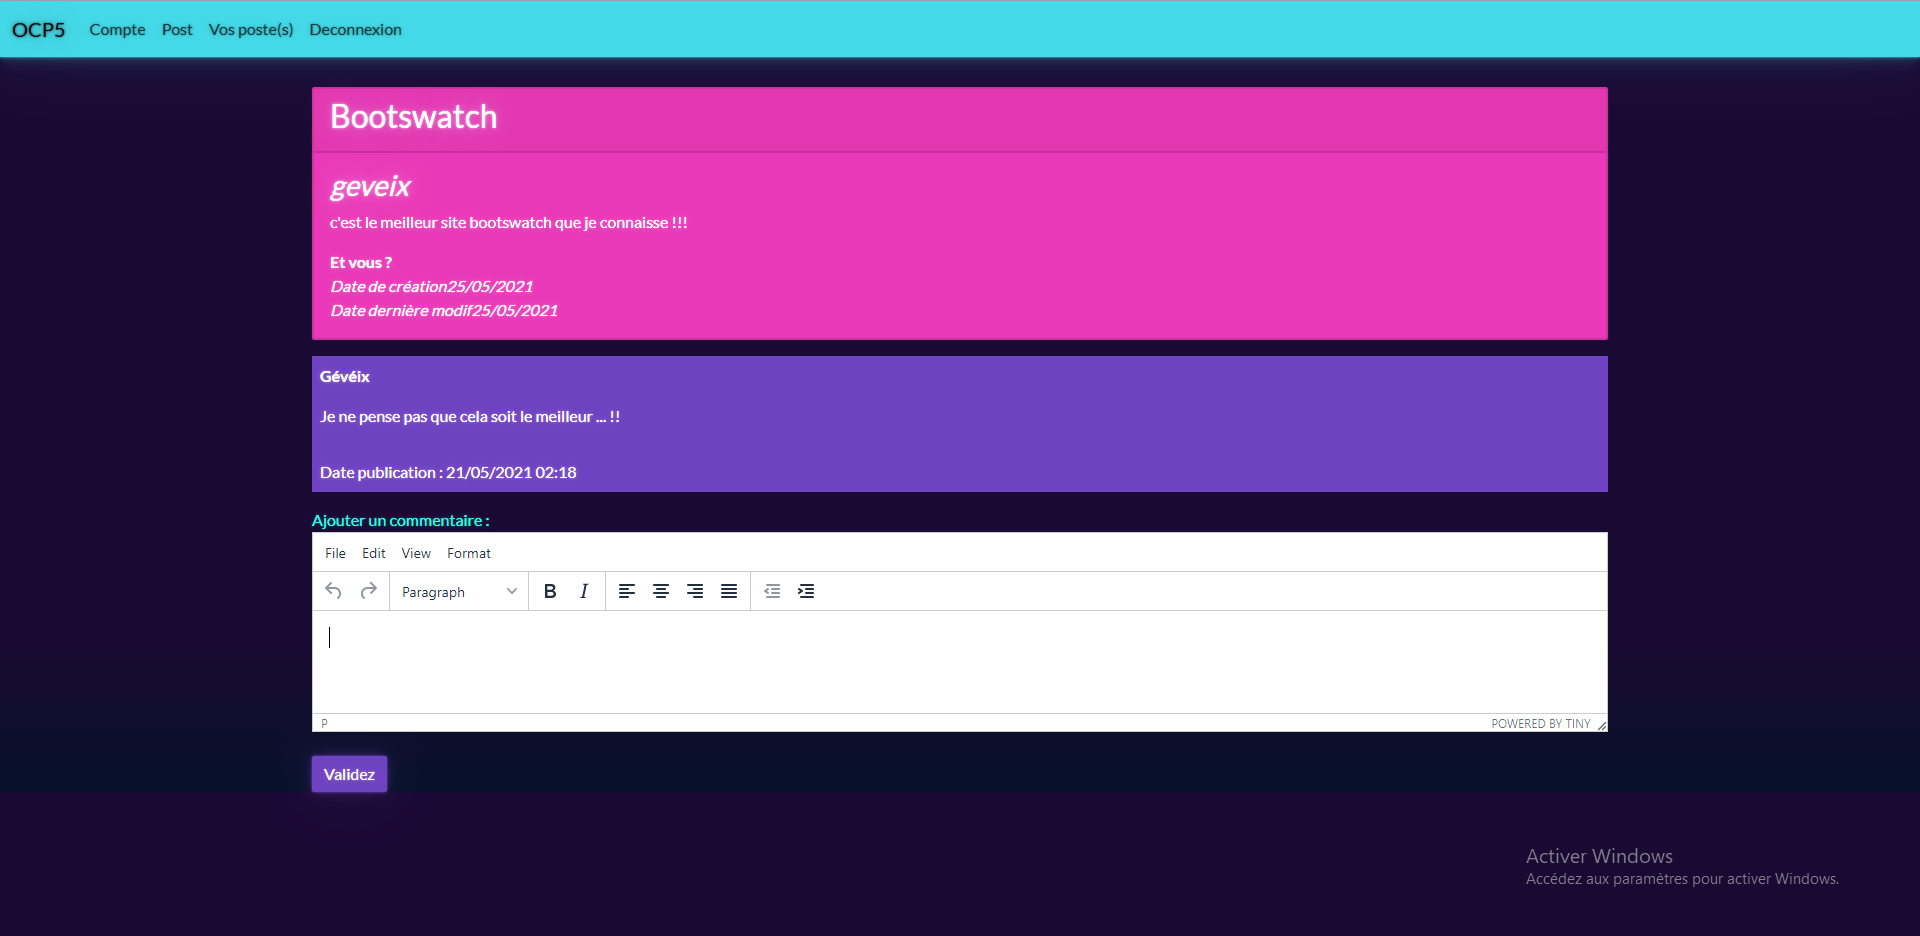 OCP5 Compte Post Vos poste(s) Deconnexion
Bootswatch
geveix
c'est le meilleur site bootswatch que je connaisse !!!
Et vous ?
Date de création25/05/2021
Date dernière modif25/05/2021
Gévéix
Je ne pense pas que cela soit le meilleur ... !!
Date publication : 21/05/2021 02:18
Ajouter un commentaire :
File Edit View Format
Paragraph B I
P POWERED BY TINY
Validez
Activer Windows
Accédez aux paramètres pour activer Windows.